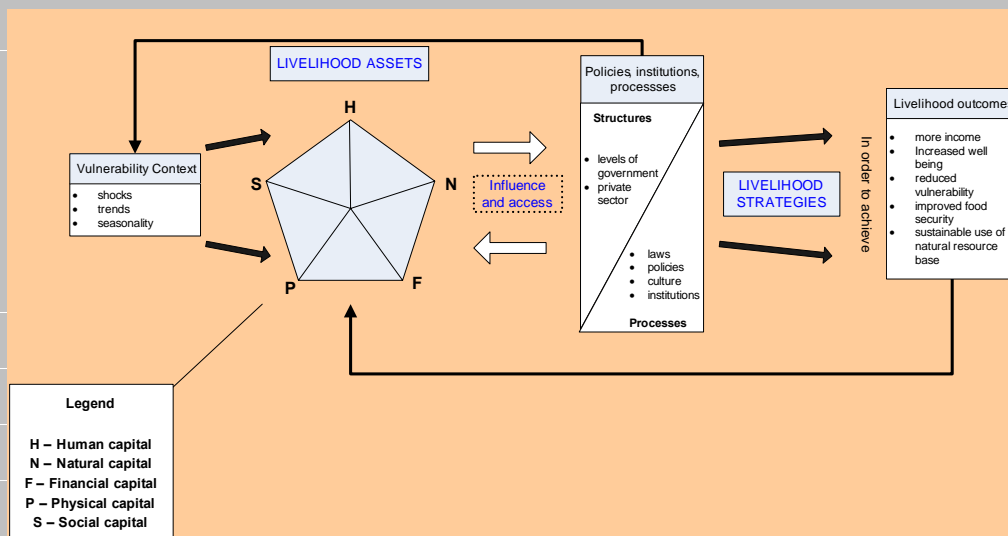 LIVELIHOOD ASSETS
Policies, institutions,
processses
Structures
• levels of
government
• private
sector
• laws
• policies
• culture
• institutions
Processes
Vulnerability Context
• shocks
• trends
• seasonality
H
S
N
P
F
Influence
and access
LIVELIHOOD
STRATEGIES
In order to achieve
Livelihood outcomes
• more income
• Increased well
being
• reduced
vulnerability
• improved food
security
• sustainable use of
natural resource
base
Legend
H – Human capital
N – Natural capital
F – Financial capital
P – Physical capital
S – Social capital